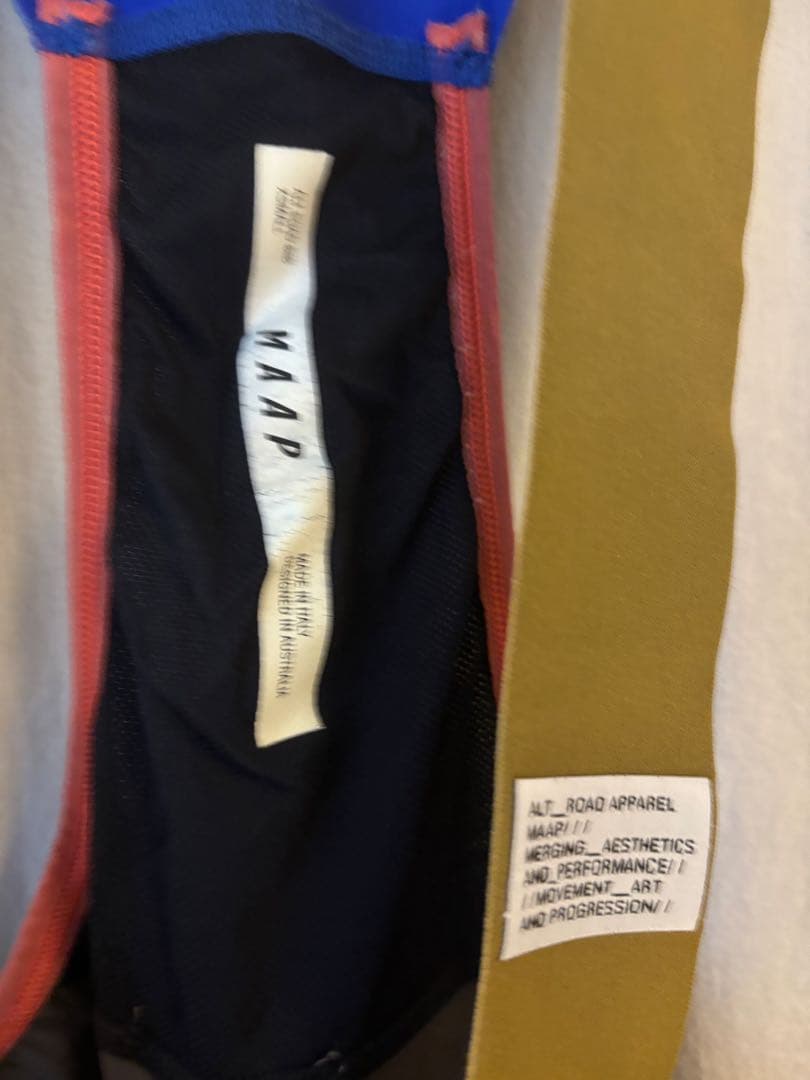 MAAP
MADE IN ITALY
DESIGNED IN AUSTRALIA
ALT_ROAD APPAREL
MAAP///
MERGING_AESTHETICS
AND_PERFORMANCE//
//MOVEMENT_ART
AND PROGRESSION//